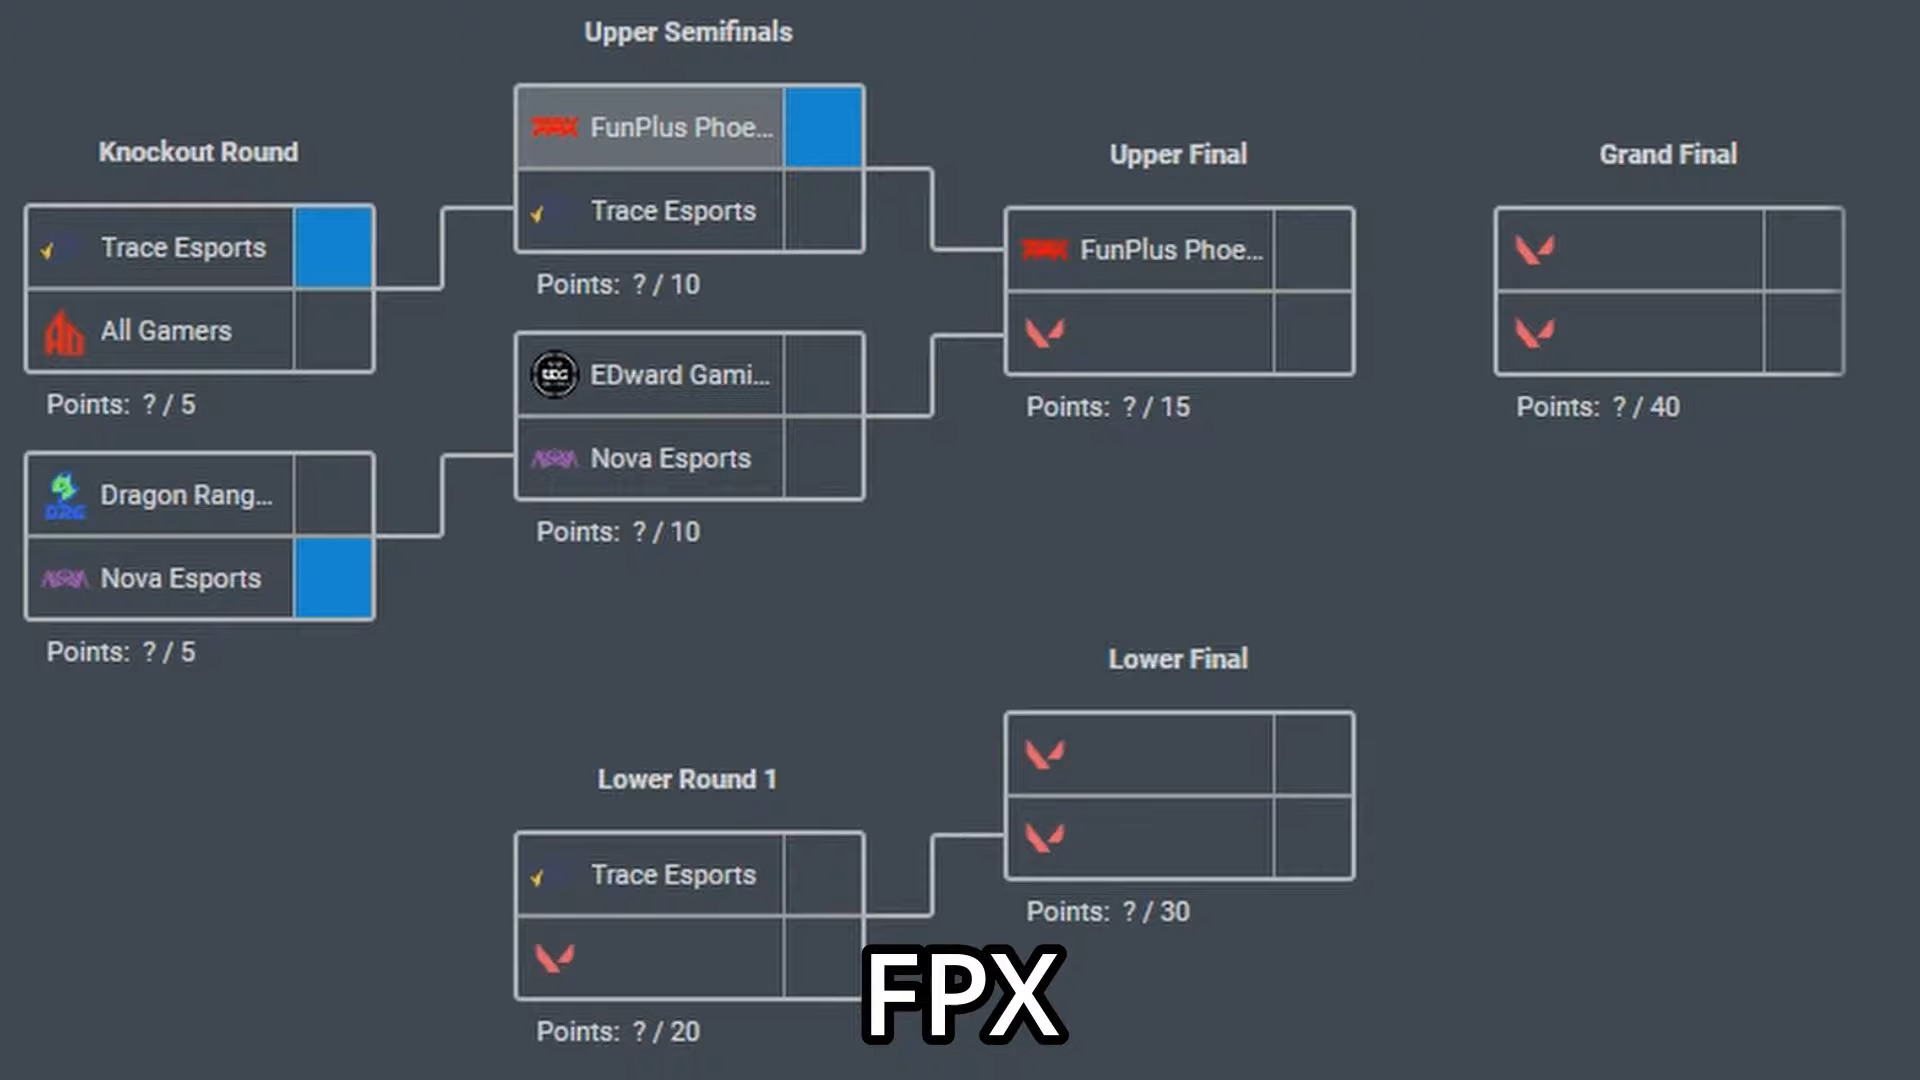 Upper Semifinals
Knockout Round
Trace Esports
All Gamers
Points: ? / 5
Dragon Rang...
Nova Esports
Points: ? / 5
FunPlus Phoe...
Trace Esports
Points: ? / 10
EDward Gami...
Nova Esports
Points: ? / 10
Upper Final
FunPlus Phoe...
Points: ? / 15
Grand Final
Points: ? / 40
Lower Round 1
Trace Esports
Points: ? / 20
Lower Final
Points: ? / 30
FPX